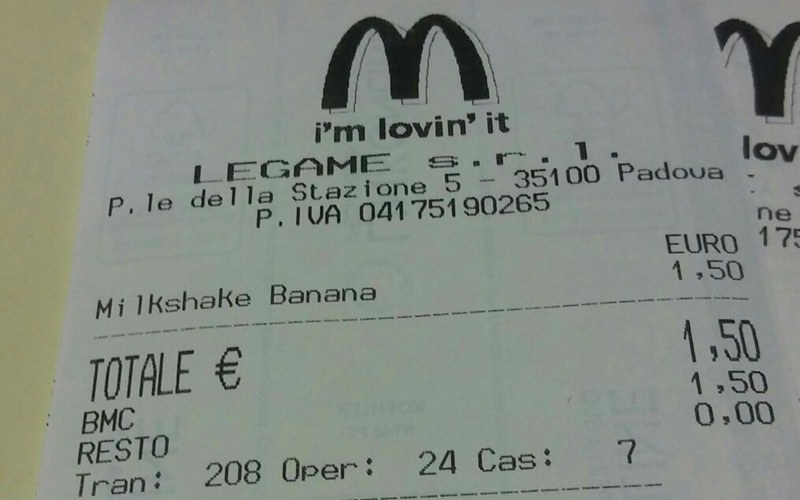 i'm lovin' it
LEGAME s.r.l.
P.le della Stazione 5 - 35100 Padova
P.IVA 04175190265
EURO
Milkshake Banana 1,50
TOTALE € 1,50
BMC 1,50
RESTO 0,00
Tran: 208 Oper: 24 Cas: 7
lov
ne
175